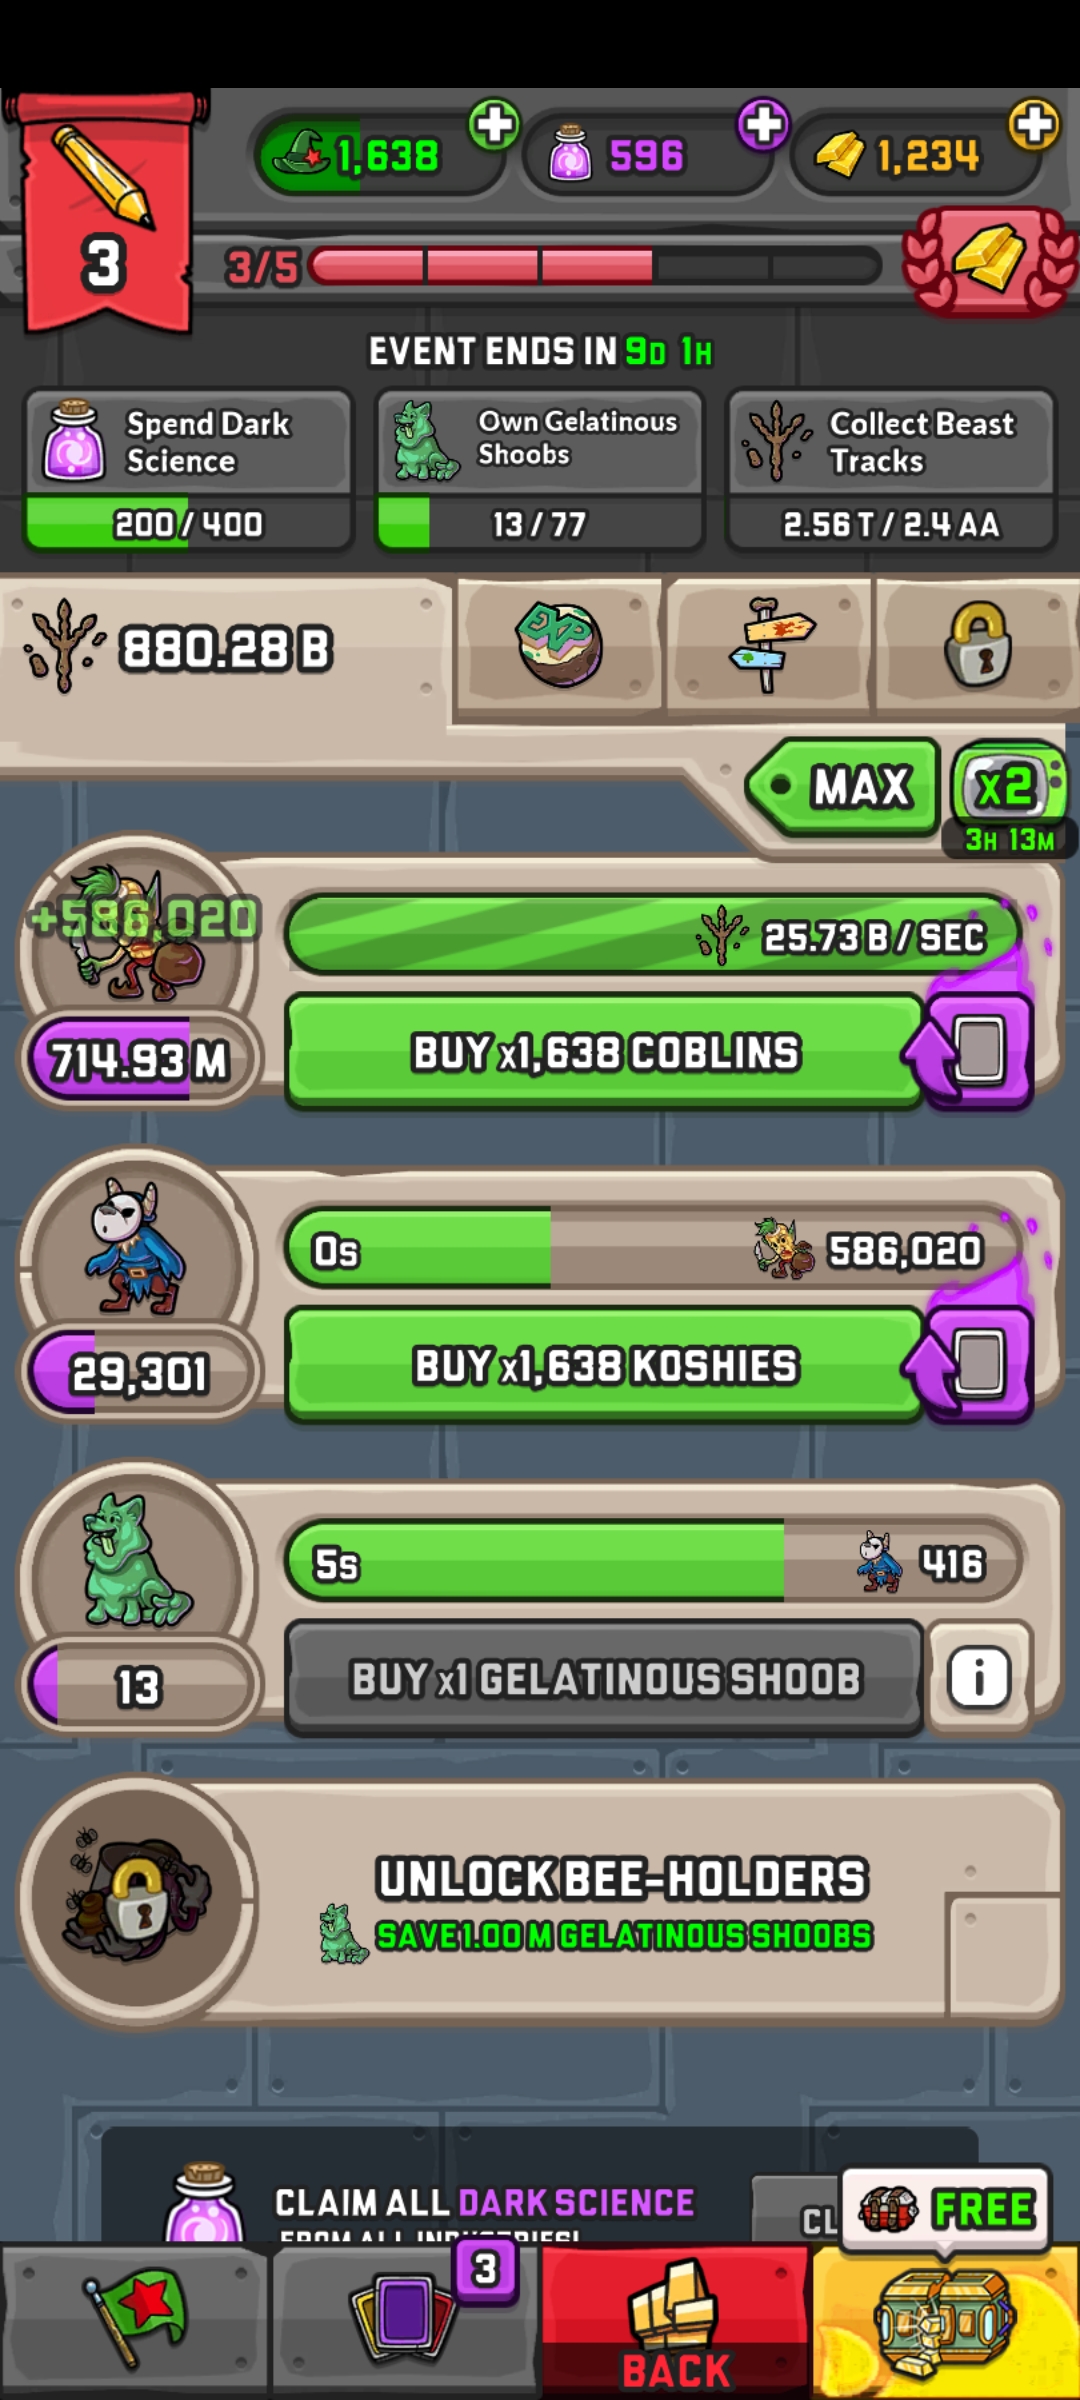 1,638
596
1,234
3
3/5
EVENT ENDS IN 9D 1H
Spend Dark
Science
200 / 400
Own Gelatinous
Shoobs
13 / 77
Collect Beast
Tracks
2.56 T / 2.4 AA
880.28 B
EXP
MAX
x2
3H 13M
+586,020
25.73 B / SEC
714.93 M
BUY x1,638 COBLINS
0s
586,020
29,301
BUY x1,638 KOSHIES
5s
416
13
BUY x1 GELATINOUS SHOOB
i
UNLOCK BEE-HOLDERS
SAVE 1.00 M GELATINOUS SHOOBS
CLAIM ALL DARK SCIENCE
FROM ALL INDUSTRIES!
CL
FREE
3
BACK